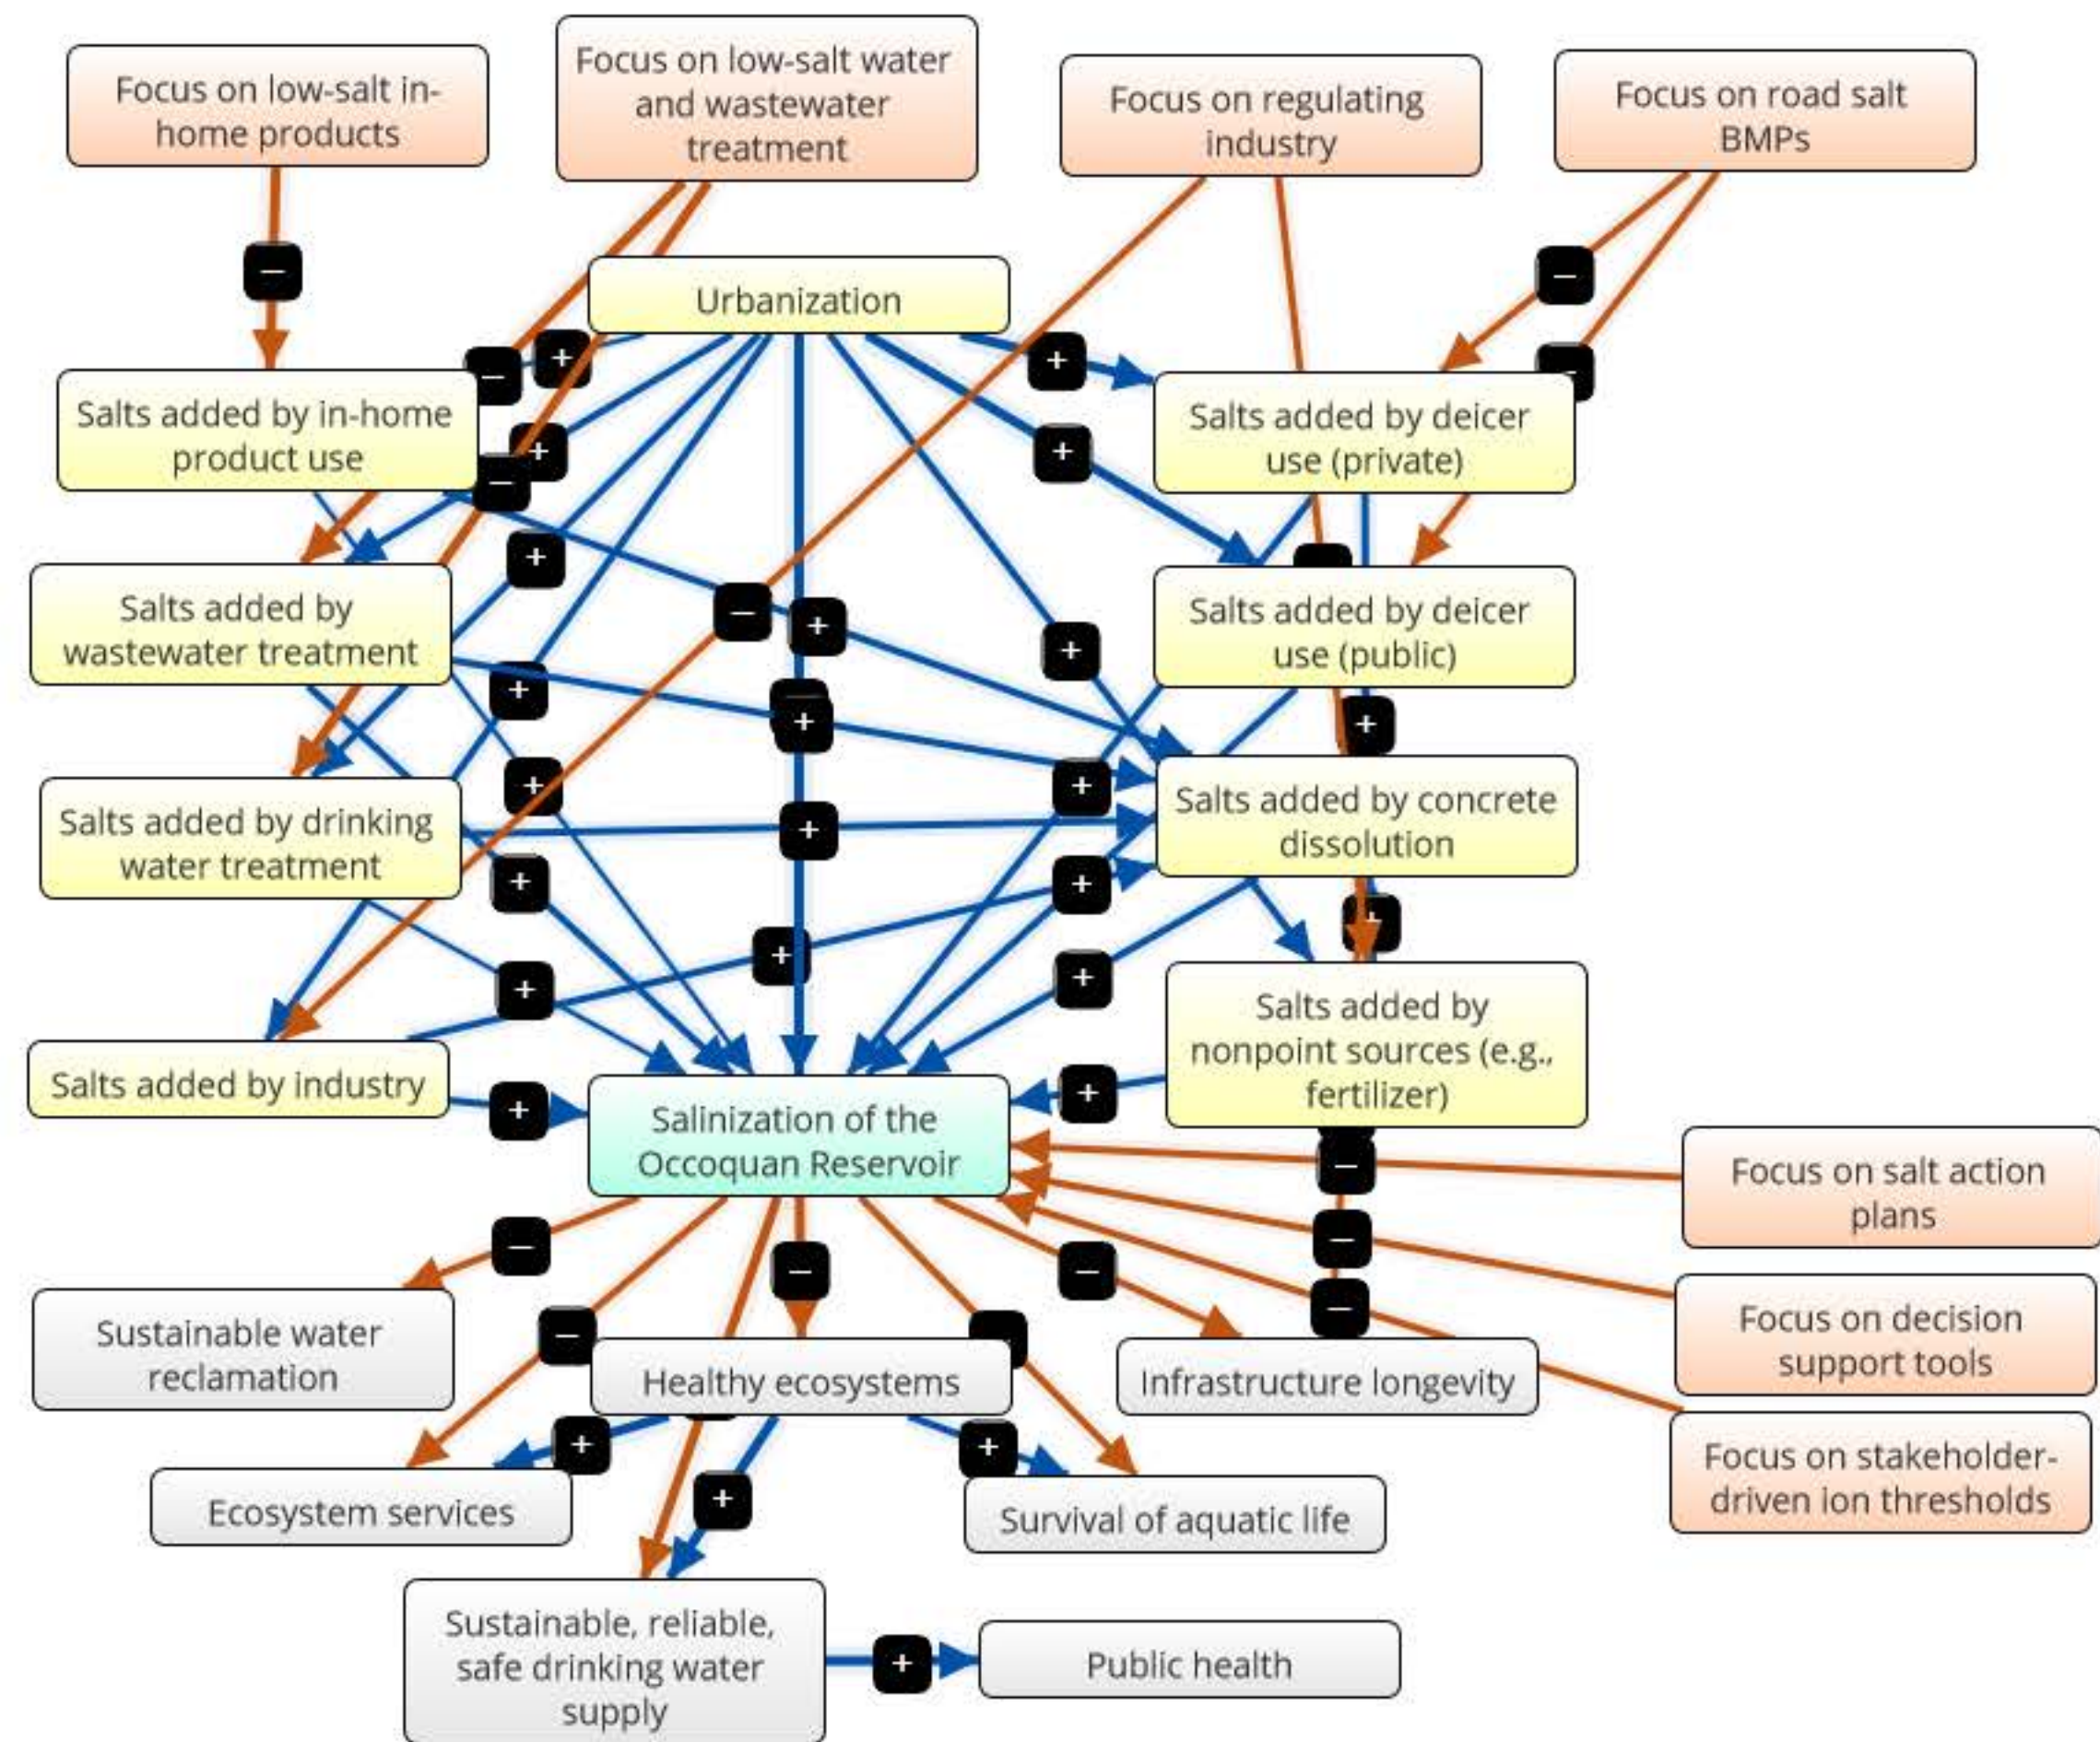 Focus on low-salt in-
home products
Focus on low-salt water
and wastewater
treatment
Focus on regulating
industry
Focus on road salt
BMPs
Urbanization
Salts added by in-home
product use
Salts added by deicer
use (private)
Salts added by
wastewater treatment
Salts added by deicer
use (public)
Salts added by drinking
water treatment
Salts added by concrete
dissolution
Salts added by industry
Salts added by
nonpoint sources (e.g.,
fertilizer)
Salinization of the
Occoquan Reservoir
Focus on salt action
plans
Focus on decision
support tools
Focus on stakeholder-
driven ion thresholds
Sustainable water
reclamation
Healthy ecosystems
Infrastructure longevity
Ecosystem services
Survival of aquatic life
Sustainable, reliable,
safe drinking water
supply
Public health